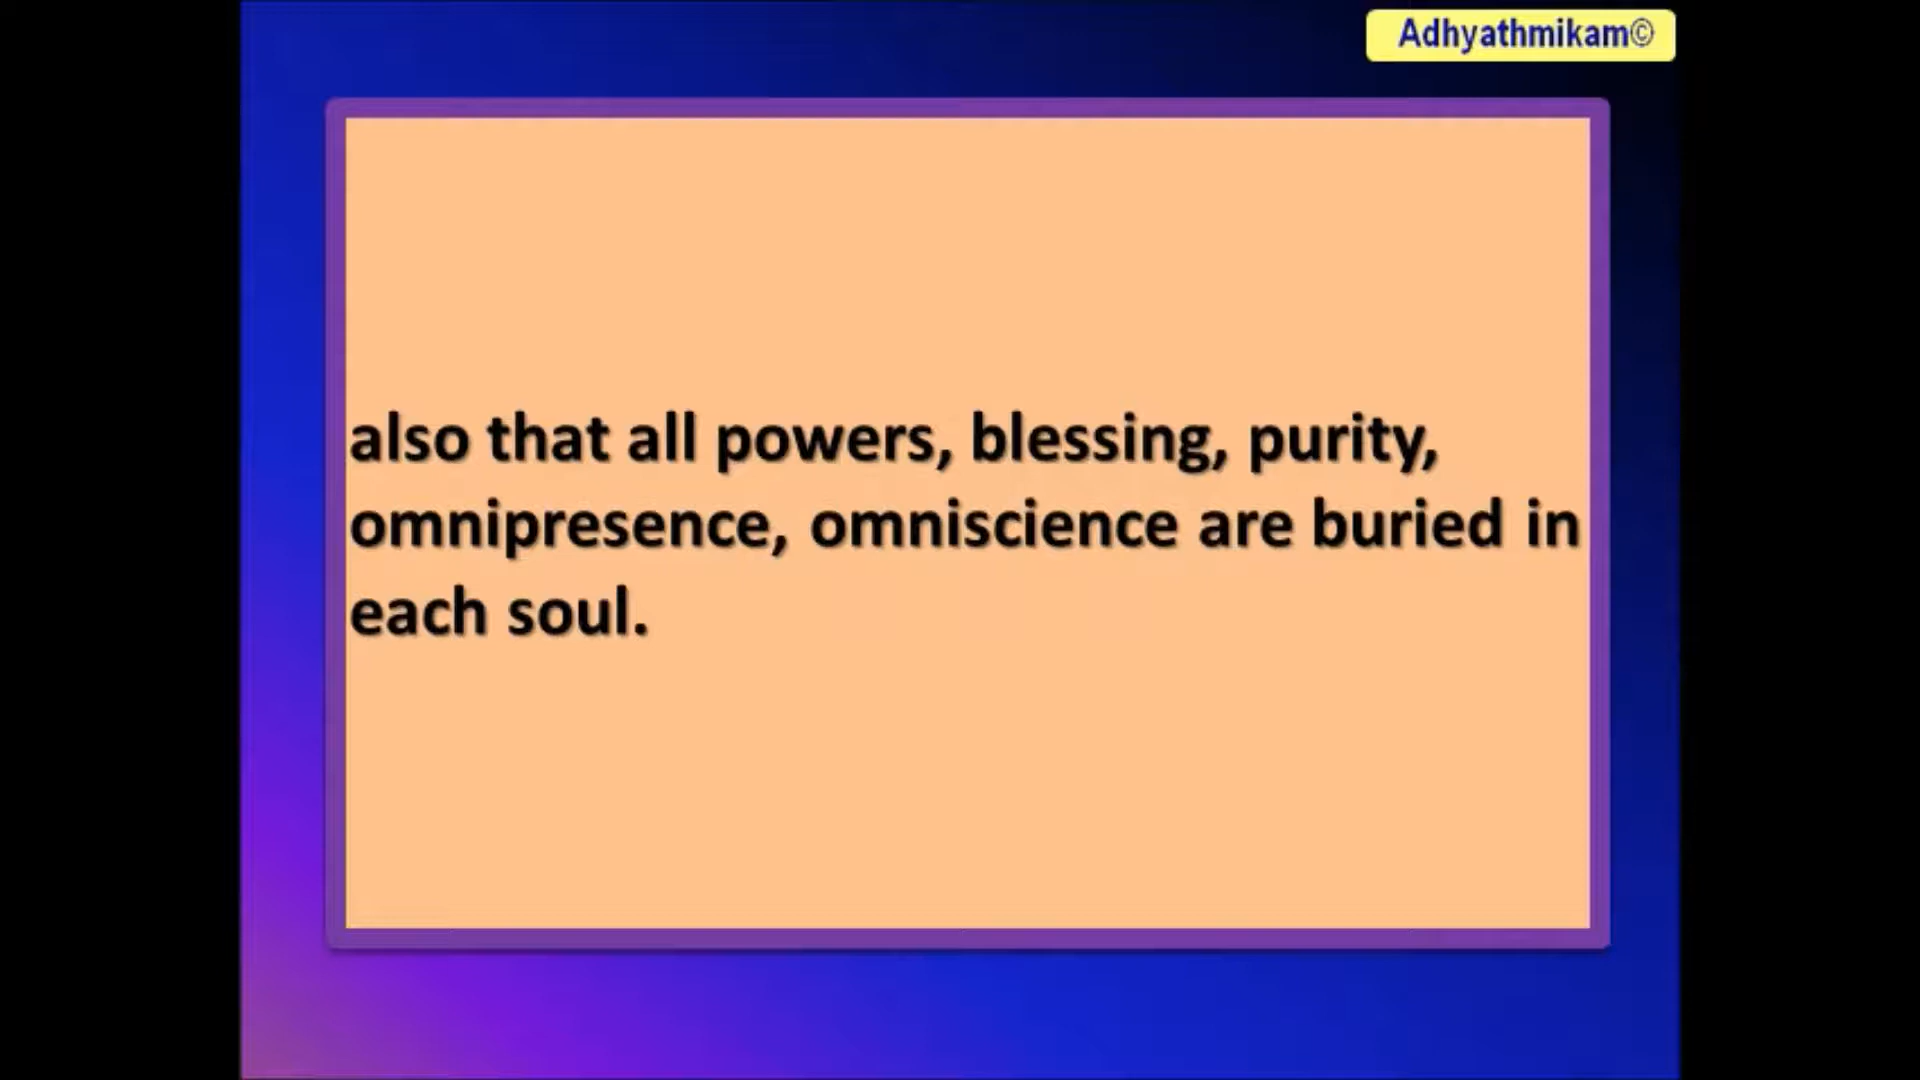 Adhyathmikam©
also that all powers, blessing, purity,
omnipresence, omniscience are buried in
each soul.